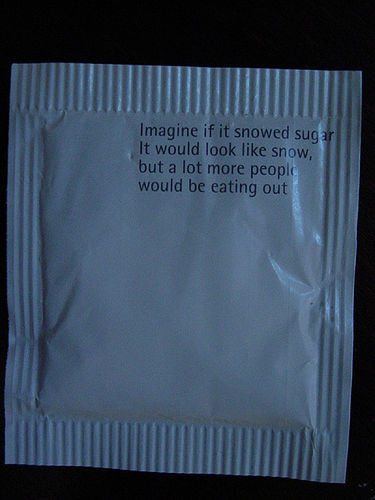 Imagine if it snowed sugar
It would look like snow,
but a lot more people
would be eating out